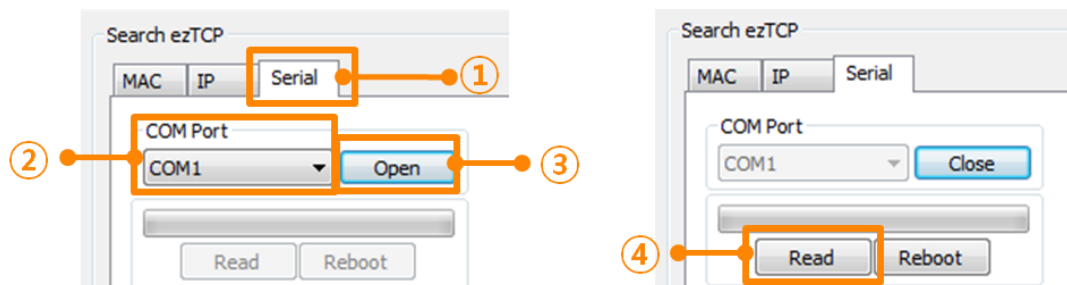 Search ezTCP
MAC IP Serial ①
COM Port
② COM1 Open ③
Read Reboot
Search ezTCP
MAC IP Serial
COM Port
COM1 Close
④ Read Reboot